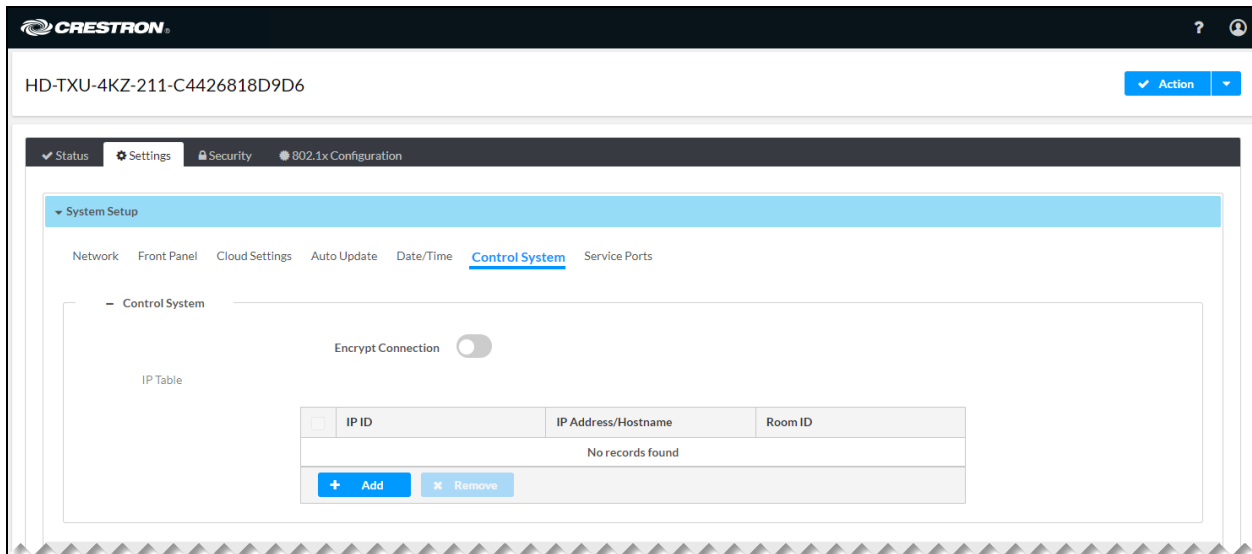 CRESTRON®
?
HD-TXU-4KZ-211-C4426818D9D6
Action
Status Settings Security 802.1x Configuration
System Setup
Network Front Panel Cloud Settings Auto Update Date/Time Control System Service Ports
− Control System
Encrypt Connection
IP Table
IP ID IP Address/Hostname Room ID
No records found
+ Add × Remove